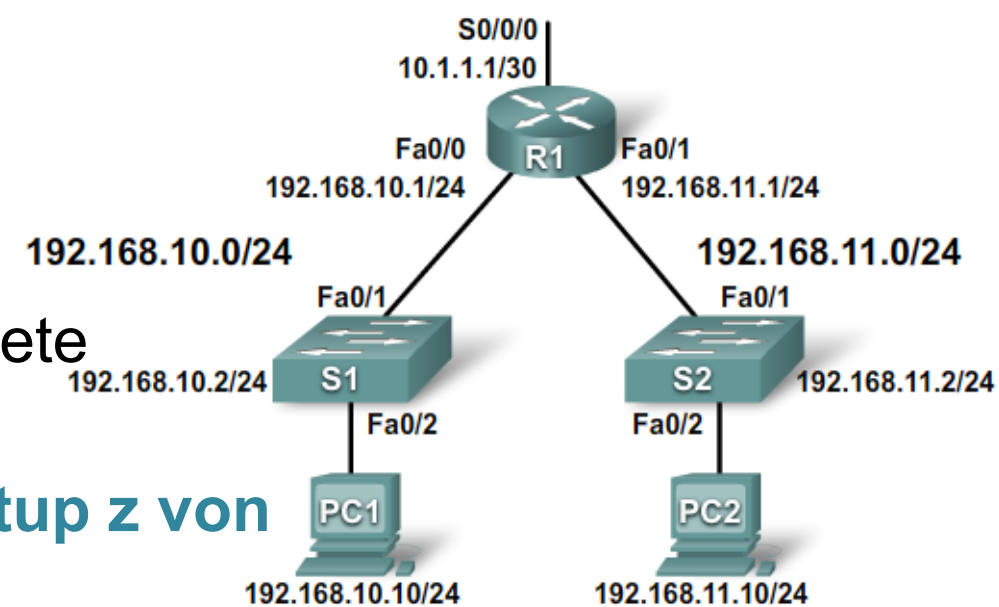 S0/0/0
10.1.1.1/30
Fa0/0
R1
Fa0/1
192.168.10.1/24
192.168.11.1/24
192.168.10.0/24
192.168.11.0/24
Fa0/1
Fa0/1
ete
192.168.10.2/24
S1
S2
192.168.11.2/24
Fa0/2
Fa0/2
tup z von
PC1
PC2
192.168.10.10/24
192.168.11.10/24